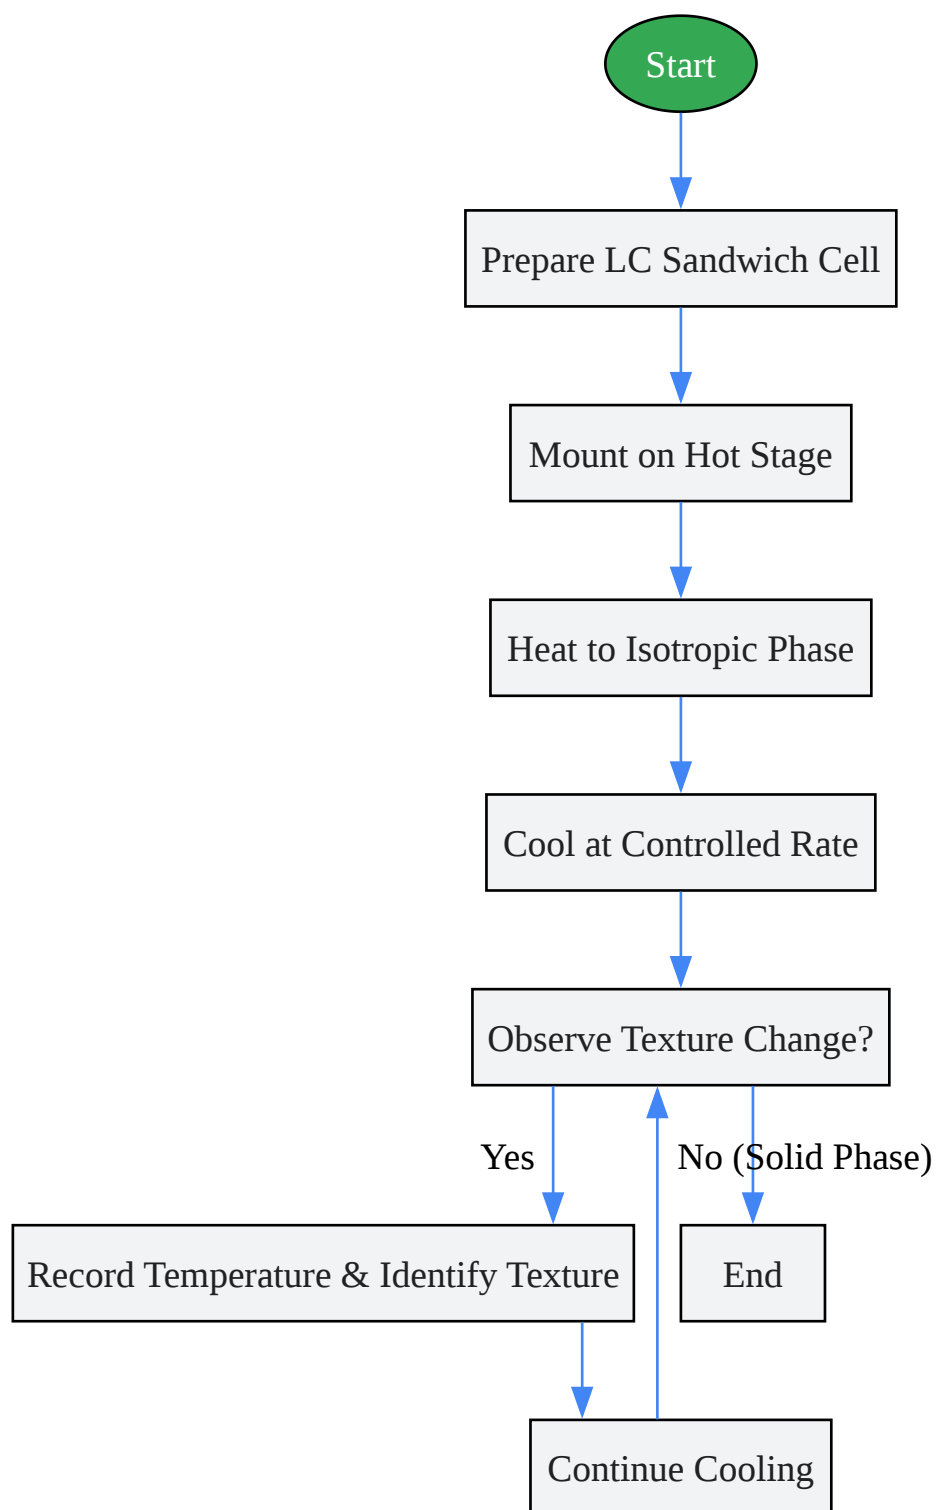 Start
Prepare LC Sandwich Cell
Mount on Hot Stage
Heat to Isotropic Phase
Cool at Controlled Rate
Observe Texture Change?
Yes
No (Solid Phase)
Record Temperature & Identify Texture
End
Continue Cooling